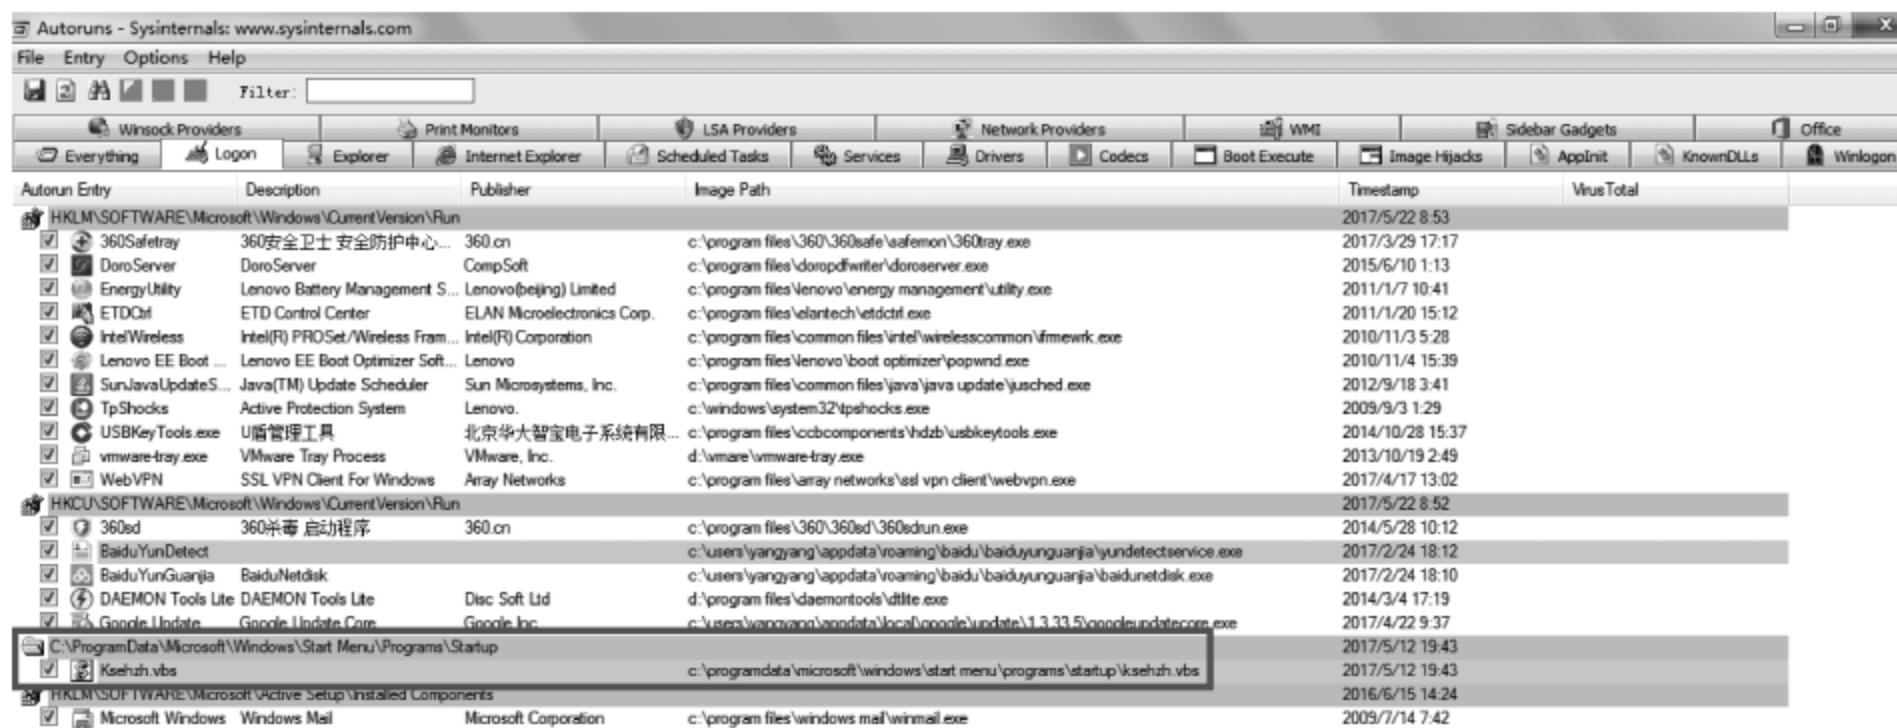 Autoruns - Sysinternals: www.sysinternals.com
File Entry Options Help
Filter:
Winsock Providers Print Monitors LSA Providers Network Providers WMI Sidebar Gadgets Office
Everything Logon Explorer Internet Explorer Scheduled Tasks Services Drivers Codecs Boot Execute Image Hijacks AppInit KnownDLLs Winlogon
Autorun Entry Description Publisher Image Path Timestamp VirusTotal
HKLM\SOFTWARE\Microsoft\Windows\CurrentVersion\Run 2017/5/22 8:53
360Safetray 360安全卫士 安全防护中心... 360.cn c:\program files\360\360safe\safemon\360tray.exe 2017/3/29 17:17
DoroServer DoroServer CompSoft c:\program files\doropdfwriter\doroserver.exe 2015/6/10 1:13
EnergyUtility Lenovo Battery Management S... Lenovo(beijing) Limited c:\program files\lenovo\energy management\utility.exe 2011/1/7 10:41
ETDCtrl ETD Control Center ELAN Microelectronics Corp. c:\program files\elantech\etdctrl.exe 2011/1/20 15:12
IntelWireless Intel(R) PROSet/Wireless Fram... Intel(R) Corporation c:\program files\common files\intel\wirelesscommon\ifrmewrk.exe 2010/11/3 5:28
Lenovo EE Boot ... Lenovo EE Boot Optimizer Soft... Lenovo c:\program files\lenovo\boot optimizer\popwnd.exe 2010/11/4 15:39
SunJavaUpdateS... Java(TM) Update Scheduler Sun Microsystems, Inc. c:\program files\common files\java\java update\jusched.exe 2012/9/18 3:41
TpShocks Active Protection System Lenovo. c:\windows\system32\tpshocks.exe 2009/9/3 1:29
USBKeyTools.exe U盾管理工具 北京华大智宝电子系统有限... c:\program files\ccbcomponents\hdzb\usbkeytools.exe 2014/10/28 15:37
vmware-tray.exe VMware Tray Process VMware, Inc. d:\vmare\vmware-tray.exe 2013/10/19 2:49
WebVPN SSL VPN Client For Windows Array Networks c:\program files\array networks\ssl vpn client\webvpn.exe 2017/4/17 13:02
HKCU\SOFTWARE\Microsoft\Windows\CurrentVersion\Run 2017/5/22 8:52
360sd 360杀毒 启动程序 360.cn c:\program files\360\360sd\360sdrun.exe 2014/5/28 10:12
BaiduYunDetect c:\users\yangyang\appdata\roaming\baidu\baiduyunguanjia\yundetectservice.exe 2017/2/24 18:12
BaiduYunGuanjia BaiduNetdisk c:\users\yangyang\appdata\roaming\baidu\baiduyunguanjia\baidunetdisk.exe 2017/2/24 18:10
DAEMON Tools Lite DAEMON Tools Lite Disc Soft Ltd d:\program files\daemontools\dtlite.exe 2014/3/4 17:19
Google Update Google Update Core Google Inc c:\users\yangyang\appdata\local\google\update\1.3.33.5\googleupdatecore.exe 2017/4/22 9:37
C:\ProgramData\Microsoft\Windows\Start Menu\Programs\Startup 2017/5/12 19:43
Ksehzh.vbs c:\programdata\microsoft\windows\start menu\programs\startup\ksehzh.vbs 2017/5/12 19:43
HKLM\SOFTWARE\Microsoft\Active Setup\Installed Components 2016/6/15 14:24
Microsoft Windows Windows Mail Microsoft Corporation c:\program files\windows mail\winmail.exe 2009/7/14 7:42